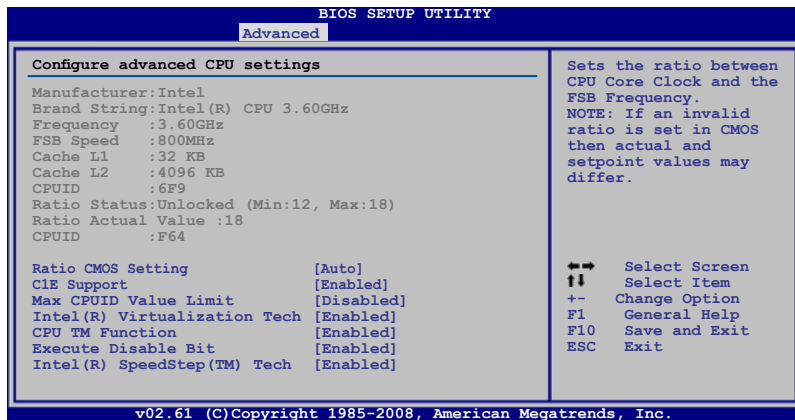 BIOS SETUP UTILITY
Advanced
Configure advanced CPU settings
Manufacturer:Intel
Brand String:Intel(R) CPU 3.60GHz
Frequency :3.60GHz
FSB Speed :800MHz
Cache L1 :32 KB
Cache L2 :4096 KB
CPUID :6F9
Ratio Status:Unlocked (Min:12, Max:18)
Ratio Actual Value :18
CPUID :F64
Ratio CMOS Setting [Auto]
C1E Support [Enabled]
Max CPUID Value Limit [Disabled]
Intel(R) Virtualization Tech [Enabled]
CPU TM Function [Enabled]
Execute Disable Bit [Enabled]
Intel(R) SpeedStep(TM) Tech [Enabled]
Sets the ratio between
CPU Core Clock and the
FSB Frequency.
NOTE: If an invalid
ratio is set in CMOS
then actual and
setpoint values may
differ.
←→ Select Screen
↑↓ Select Item
+- Change Option
F1 General Help
F10 Save and Exit
ESC Exit
v02.61 (C)Copyright 1985-2008, American Megatrends, Inc.